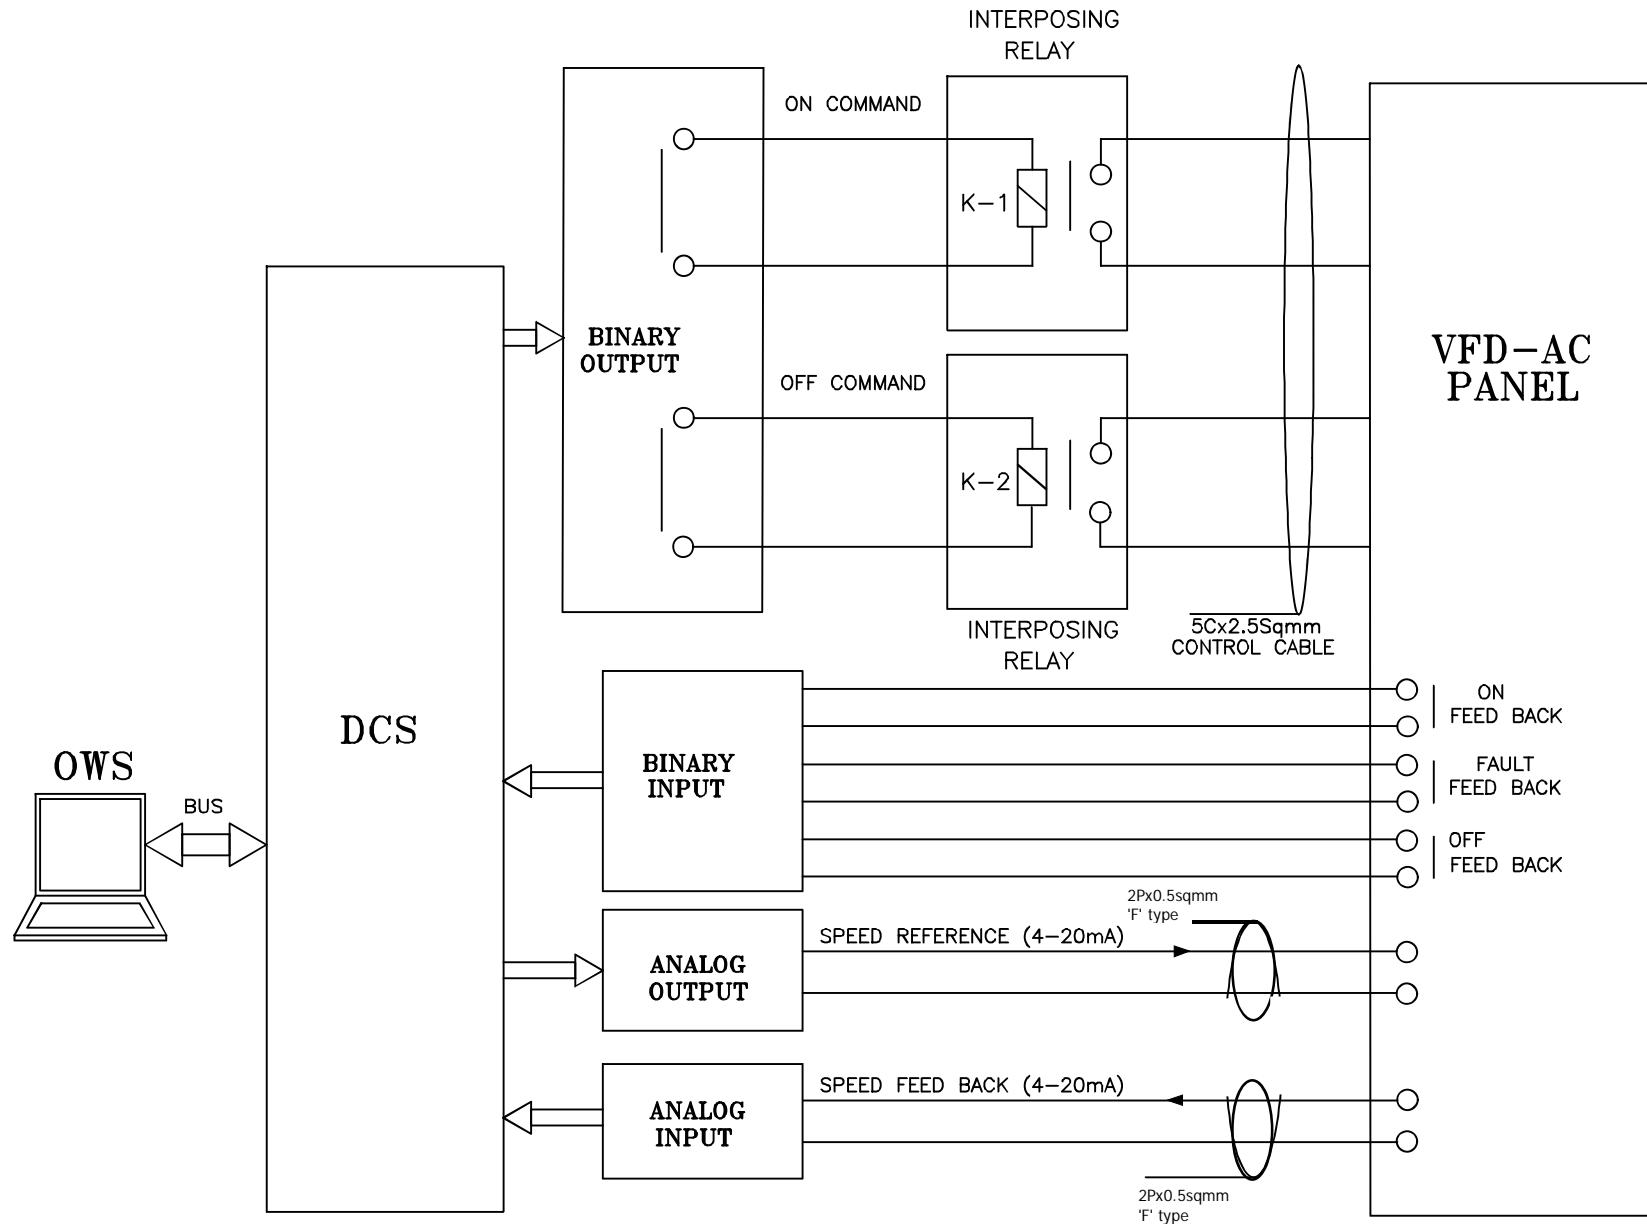 INTERPOSING
RELAY
ON COMMAND
K-1
BINARY
OUTPUT
VFD-AC
PANEL
OFF COMMAND
K-2
INTERPOSING
RELAY
5Cx2.5Sqmm
CONTROL CABLE
DCS
OWS
BUS
BINARY
INPUT
ON
FEED BACK
FAULT
FEED BACK
OFF
FEED BACK
2Px0.5sqmm
'F' type
SPEED REFERENCE (4-20mA)
ANALOG
OUTPUT
SPEED FEED BACK (4-20mA)
ANALOG
INPUT
2Px0.5sqmm
'F' type